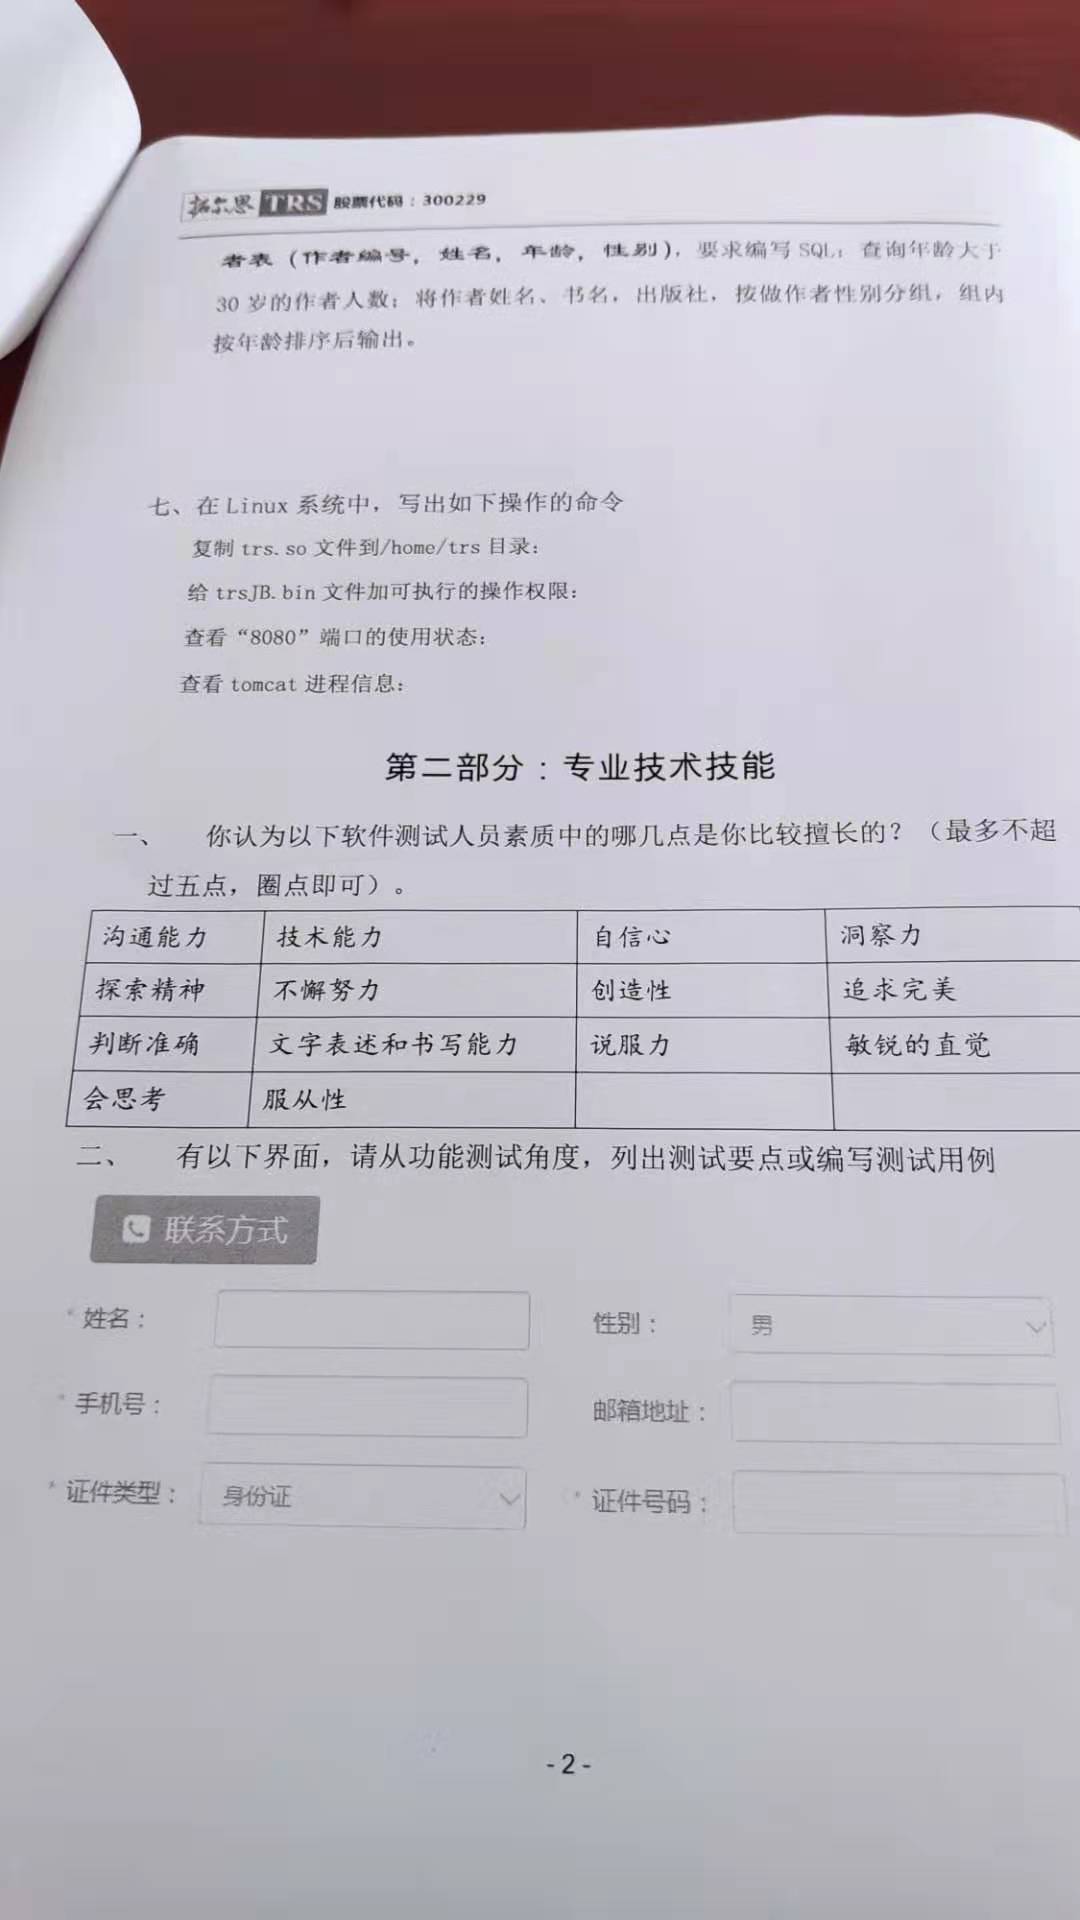 拓尔思 TRS 股票代码：300229
者表（作者编号，姓名，年龄，性别），要求编写 SQL：查询年龄大于
30 岁的作者人数；将作者姓名、书名，出版社，按做作者性别分组，组内
按年龄排序后输出。
七、在 Linux 系统中，写出如下操作的命令
复制 trs.so 文件到/home/trs 目录：
给 trsJB.bin 文件加可执行的操作权限：
查看“8080”端口的使用状态：
查看 tomcat 进程信息：
第二部分：专业技术技能
一、 你认为以下软件测试人员素质中的哪几点是你比较擅长的？（最多不超
过五点，圈点即可）。
沟通能力 技术能力 自信心 洞察力
探索精神 不懈努力 创造性 追求完美
判断准确 文字表述和书写能力 说服力 敏锐的直觉
会思考 服从性
二、 有以下界面，请从功能测试角度，列出测试要点或编写测试用例
联系方式
* 姓名： 性别： 男
* 手机号： 邮箱地址：
* 证件类型： 身份证 * 证件号码：
- 2 -